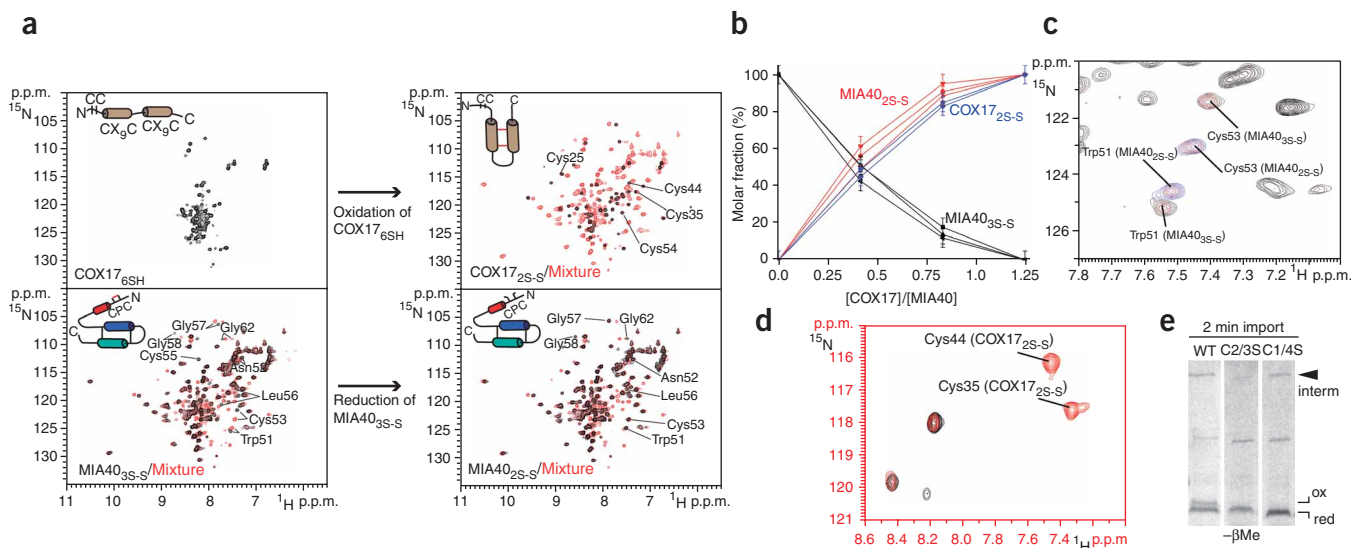 a
p.p.m.
15N
105
110
115
120
125
130
N CC
CX9C CX9C C
COX176SH
Oxidation of
COX176SH
p.p.m.
15N
105
110
115
120
125
130
CC C
N
Cys25
Cys44
Cys35
Cys54
COX172S-S/Mixture
p.p.m.
15N
105
110
115
120
125
130
N
CPC
C
Gly57 Gly62
Gly58
Cys55
Asn52
Leu56
Cys53
Trp51
MIA403S-S/Mixture
11 10 9 8 7
1H p.p.m.
Reduction of
MIA403S-S
p.p.m.
15N
105
110
115
120
125
130
N
CPC
C
Gly57 Gly62
Gly58
Asn52
Leu56
Cys53
Trp51
MIA402S-S/Mixture
11 10 9 8 7
1H p.p.m.
b
Molar fraction (%)
100
80
60
40
20
0
MIA402S-S
COX172S-S
MIA403S-S
0.0 0.25 0.5 0.75 1.0 1.25
[COX17]/[MIA40]
c
p.p.m.
15N
122
124
126
Cys53 (MIA403S-S)
Trp51 (MIA402S-S)
Cys53 (MIA402S-S)
Trp51 (MIA403S-S)
7.8 7.7 7.6 7.5 7.4 7.3 7.2
1H p.p.m.
d
p.p.m.
15N
116
117
118
119
120
121
Cys44 (COX172S-S)
Cys35 (COX172S-S)
8.6 8.4 8.2 8.0 7.8 7.6 7.4 1H p.p.m
e
2 min import
WT C2/3S C1/4S
interm
ox
red
–βMe